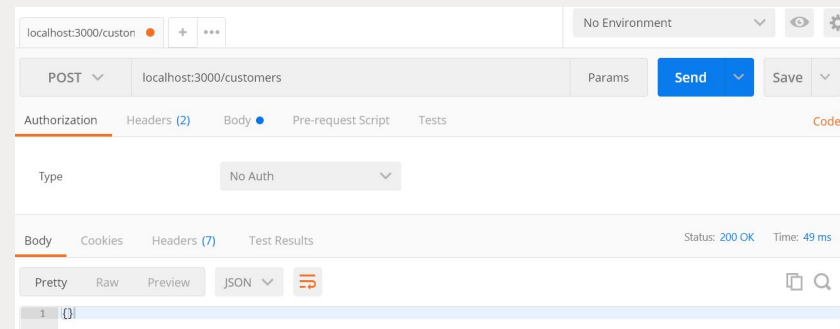 localhost:3000/custon
+
•••
No Environment
POST
localhost:3000/customers
Params
Send
Save
Authorization
Headers (2)
Body
Pre-request Script
Tests
Code
Type
No Auth
Body
Cookies
Headers (7)
Test Results
Status: 200 OK
Time: 49 ms
Pretty
Raw
Preview
JSON
1 {}